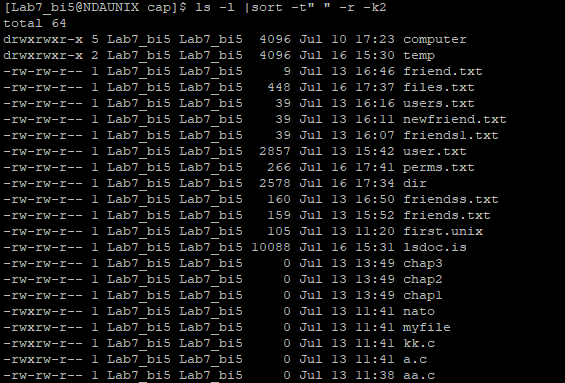 [Lab7_bi5@NDAUNIX cap]$ ls -l |sort -t" " -r -k2
total 64
drwxrwxr-x 5 Lab7_bi5 Lab7_bi5  4096 Jul 10 17:23 computer
drwxrwxr-x 2 Lab7_bi5 Lab7_bi5  4096 Jul 16 15:30 temp
-rw-rw-r-- 1 Lab7_bi5 Lab7_bi5     9 Jul 13 16:46 friend.txt
-rw-rw-r-- 1 Lab7_bi5 Lab7_bi5   448 Jul 16 17:37 files.txt
-rw-rw-r-- 1 Lab7_bi5 Lab7_bi5    39 Jul 16 16:16 users.txt
-rw-rw-r-- 1 Lab7_bi5 Lab7_bi5    39 Jul 13 16:11 newfriend.txt
-rw-rw-r-- 1 Lab7_bi5 Lab7_bi5    39 Jul 13 16:07 friends1.txt
-rw-rw-r-- 1 Lab7_bi5 Lab7_bi5  2857 Jul 13 15:42 user.txt
-rw-rw-r-- 1 Lab7_bi5 Lab7_bi5   266 Jul 16 17:41 perms.txt
-rw-rw-r-- 1 Lab7_bi5 Lab7_bi5  2578 Jul 16 17:34 dir
-rw-rw-r-- 1 Lab7_bi5 Lab7_bi5   160 Jul 13 16:50 friendss.txt
-rw-rw-r-- 1 Lab7_bi5 Lab7_bi5   159 Jul 13 15:52 friends.txt
-rw-rw-r-- 1 Lab7_bi5 Lab7_bi5   105 Jul 13 11:20 first.unix
-rw-rw-r-- 1 Lab7_bi5 Lab7_bi5 10088 Jul 16 15:31 lsdoc.is
-rw-rw-r-- 1 Lab7_bi5 Lab7_bi5     0 Jul 13 13:49 chap3
-rw-rw-r-- 1 Lab7_bi5 Lab7_bi5     0 Jul 13 13:49 chap2
-rw-rw-r-- 1 Lab7_bi5 Lab7_bi5     0 Jul 13 13:49 chap1
-rwxrw-r-- 1 Lab7_bi5 Lab7_bi5     0 Jul 13 11:41 nato
-rwxrw-r-- 1 Lab7_bi5 Lab7_bi5     0 Jul 13 11:41 myfile
-rwxrw-r-- 1 Lab7_bi5 Lab7_bi5     0 Jul 13 11:41 kk.c
-rwxrw-r-- 1 Lab7_bi5 Lab7_bi5     0 Jul 13 11:41 a.c
-rw-rw-r-- 1 Lab7_bi5 Lab7_bi5     0 Jul 13 11:38 aa.c